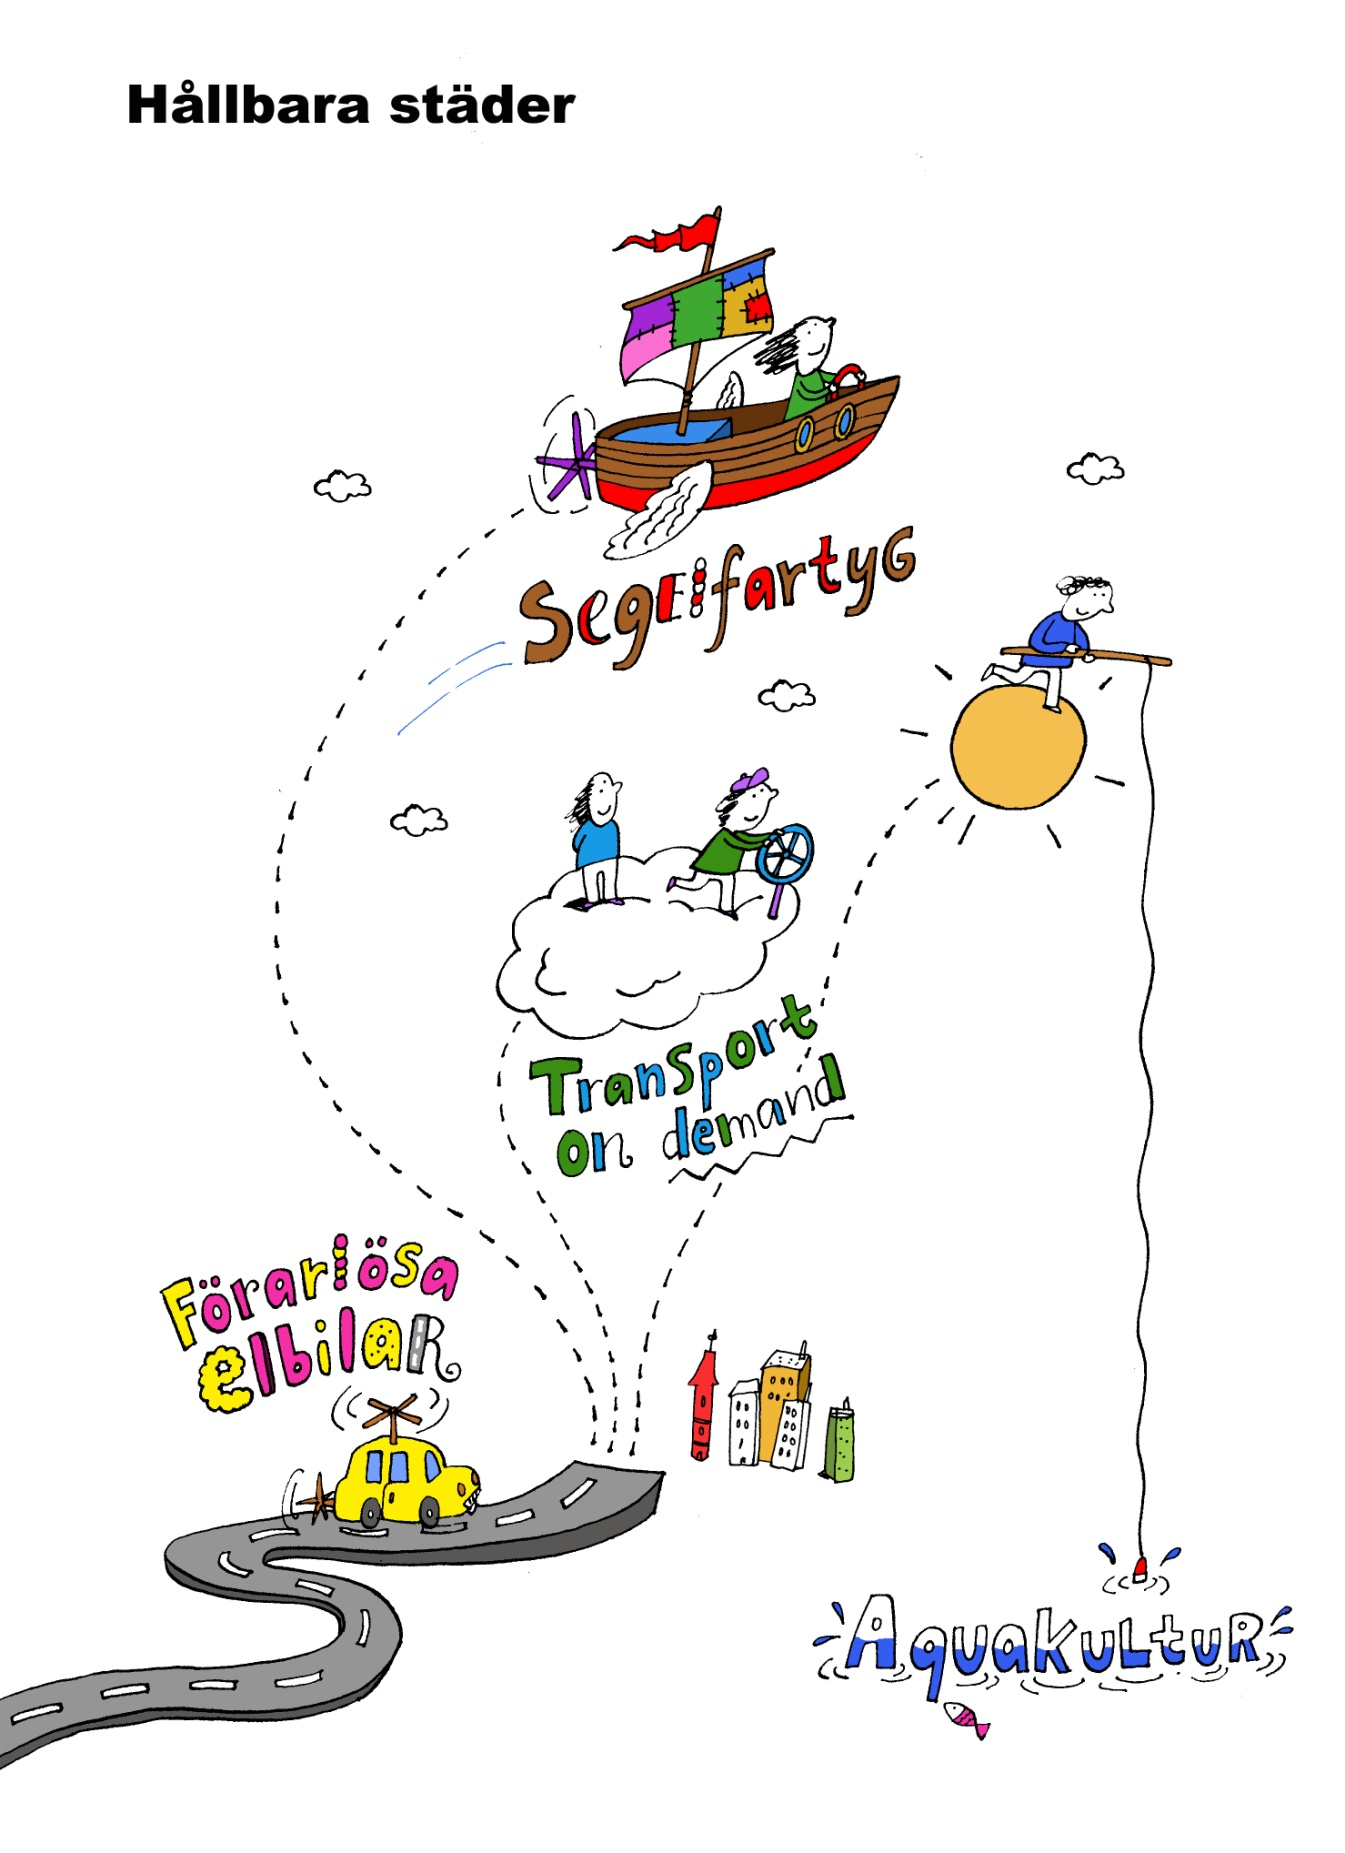 Hållbara städer
Segelfartyg
Transport
on demand
Förarlösa
elbilar
Aquakultur